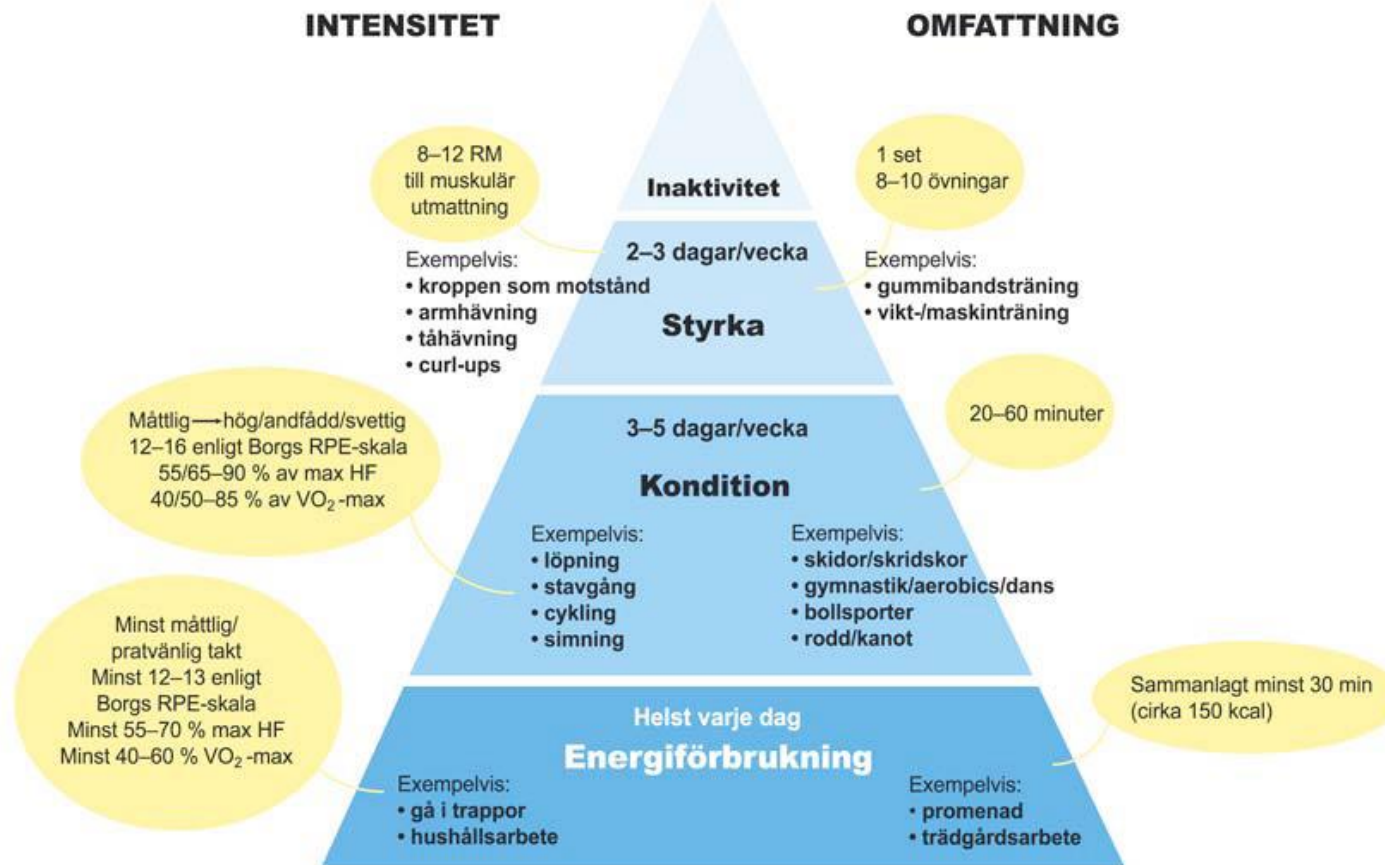 INTENSITET
OMFATTNING
8–12 RM
till muskulär
utmattning
1 set
8–10 övningar
Inaktivitet
2–3 dagar/vecka
Styrka
Exempelvis:
• kroppen som motstånd
• armhävning
• tåhävning
• curl-ups
Exempelvis:
• gummibandsträning
• vikt-/maskinträning
Måttlig→hög/andfådd/svettig
12–16 enligt Borgs RPE-skala
55/65–90 % av max HF
40/50–85 % av VO₂-max
20–60 minuter
3–5 dagar/vecka
Kondition
Exempelvis:
• löpning
• stavgång
• cykling
• simning
Exempelvis:
• skidor/skridskor
• gymnastik/aerobics/dans
• bollsporter
• rodd/kanot
Minst måttlig/
pratvänlig takt
Minst 12–13 enligt
Borgs RPE-skala
Minst 55–70 % max HF
Minst 40–60 % VO₂-max
Sammanlagt minst 30 min
(cirka 150 kcal)
Helst varje dag
Energiförbrukning
Exempelvis:
• gå i trappor
• hushållsarbete
Exempelvis:
• promenad
• trädgårdsarbete